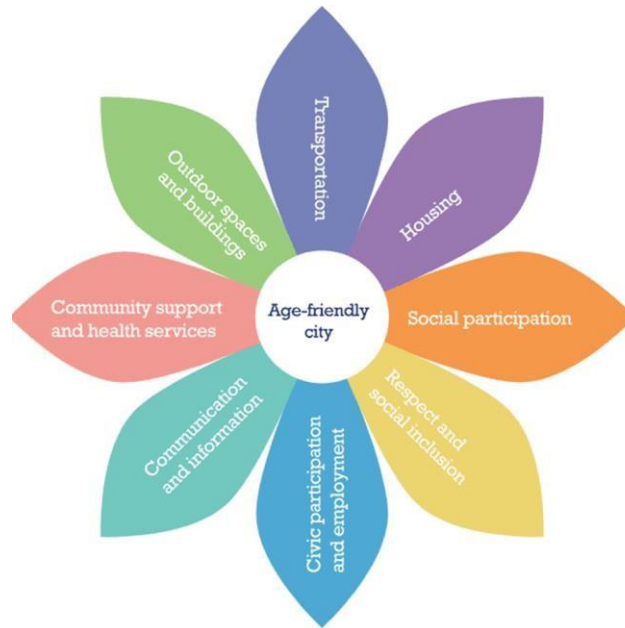 Transportation
Housing
Social participation
Respect and
social inclusion
Civic participation
and employment
Communication
and information
Community support
and health services
Outdoor spaces
and buildings
Age-friendly
city